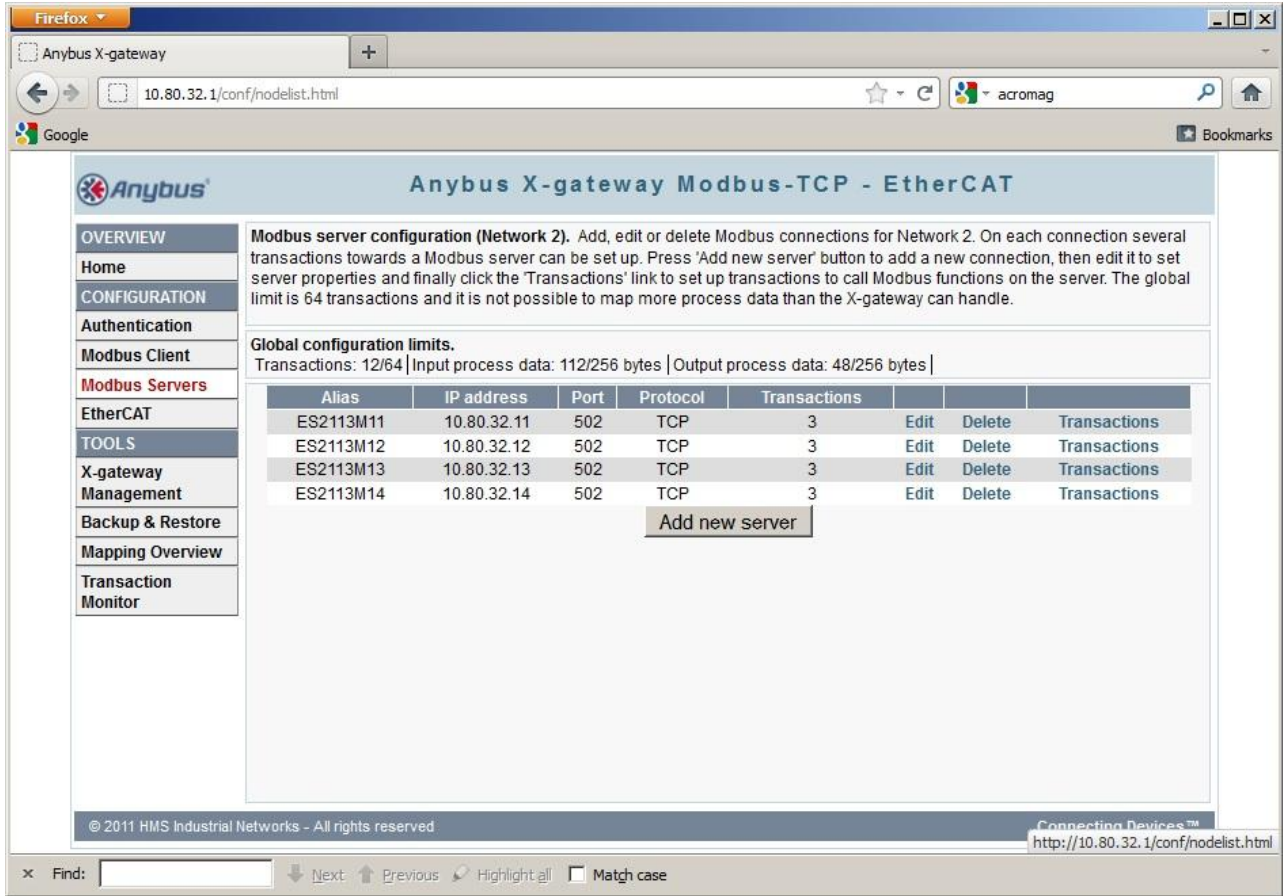 Firefox
Anybus X-gateway
10.80.32.1/conf/nodelist.html
acromag
Google
Bookmarks
Anybus
Anybus X-gateway Modbus-TCP - EtherCAT
OVERVIEW
Home
CONFIGURATION
Authentication
Modbus Client
Modbus Servers
EtherCAT
TOOLS
X-gateway
Management
Backup & Restore
Mapping Overview
Transaction
Monitor
Modbus server configuration (Network 2). Add, edit or delete Modbus connections for Network 2. On each connection several
transactions towards a Modbus server can be set up. Press 'Add new server' button to add a new connection, then edit it to set
server properties and finally click the 'Transactions' link to set up transactions to call Modbus functions on the server. The global
limit is 64 transactions and it is not possible to map more process data than the X-gateway can handle.
Global configuration limits.
Transactions: 12/64 | Input process data: 112/256 bytes | Output process data: 48/256 bytes |
Alias IP address Port Protocol Transactions
ES2113M11 10.80.32.11 502 TCP 3 Edit Delete Transactions
ES2113M12 10.80.32.12 502 TCP 3 Edit Delete Transactions
ES2113M13 10.80.32.13 502 TCP 3 Edit Delete Transactions
ES2113M14 10.80.32.14 502 TCP 3 Edit Delete Transactions
Add new server
© 2011 HMS Industrial Networks - All rights reserved
Connecting Devices™
http://10.80.32.1/conf/nodelist.html
× Find: Next Previous Highlight all Match case